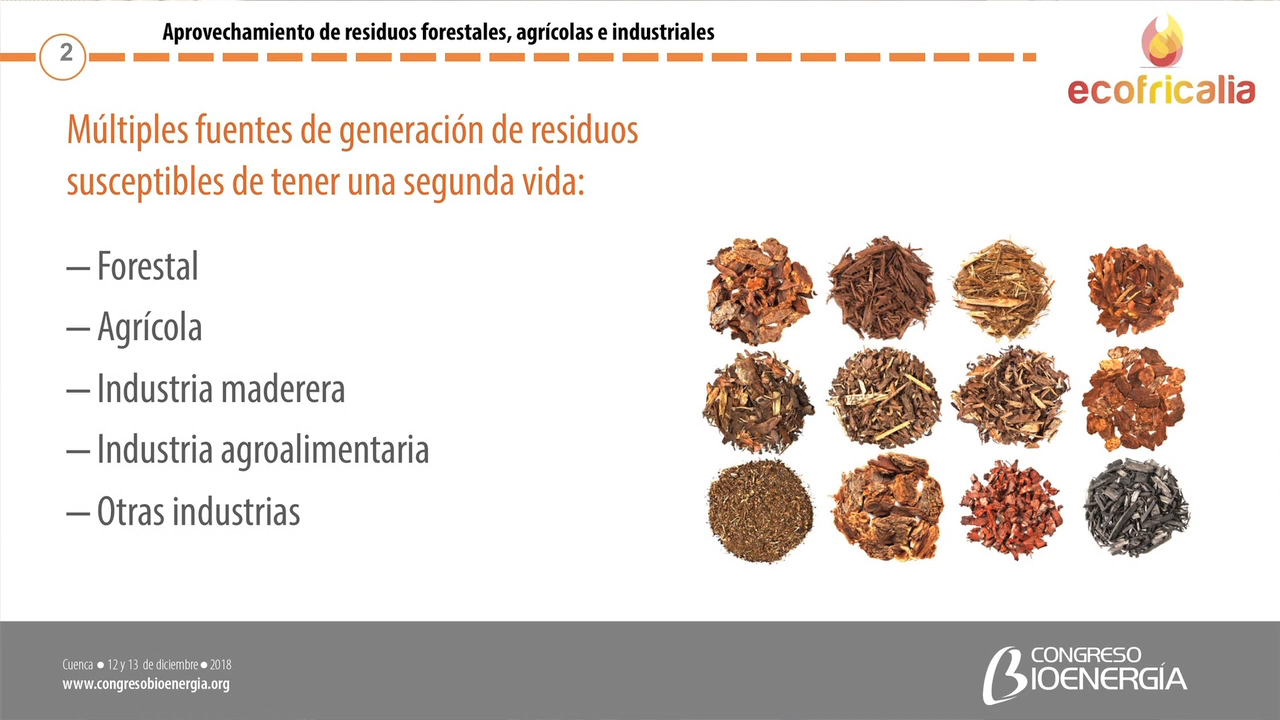 Aprovechamiento de residuos forestales, agrícolas e industriales
2
ecofricalia
Múltiples fuentes de generación de residuos
susceptibles de tener una segunda vida:
– Forestal
– Agrícola
– Industria maderera
– Industria agroalimentaria
– Otras industrias
Cuenca ● 12 y 13 de diciembre ● 2018
www.congresobioenergia.org
CONGRESO
BIOENERGÍA